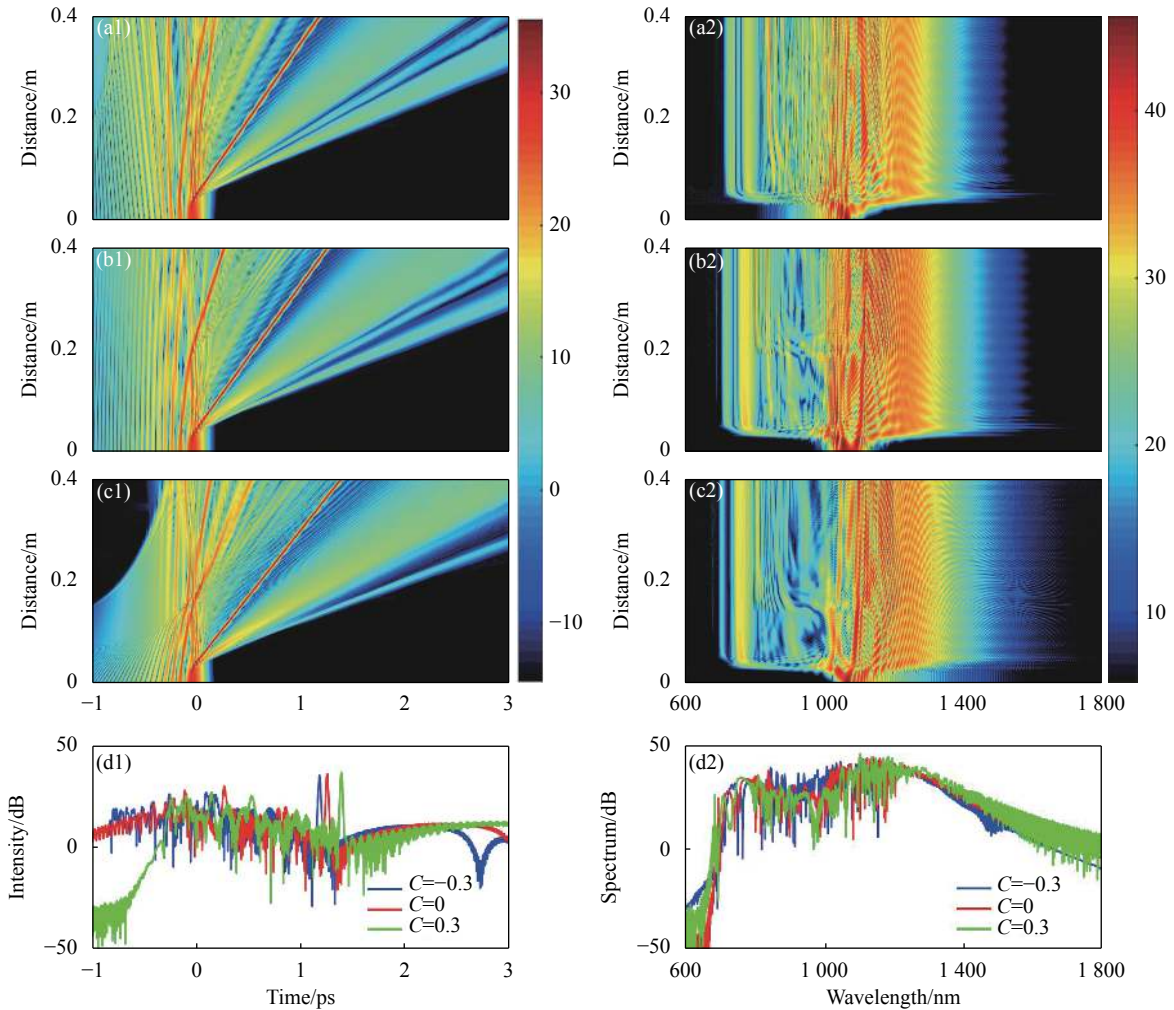 0.4 (a1) 0.4 (a2)
30 40
Distance/m 0.2 Distance/m 0.2
0 0
20
0.4 (b1) 0.4 (b2)
30
Distance/m 0.2 10 Distance/m 0.2
0 0
20
0.4 (c1) 0 0.4 (c2)
Distance/m 0.2 Distance/m 0.2
−10 10
0 0
−1 0 1 2 3 600 1 000 1 400 1 800
50 (d1) 50 (d2)
Intensity/dB 0 Spectrum/dB 0
C=−0.3 C=−0.3
C=0 C=0
C=0.3 C=0.3
−50 −50
−1 0 1 2 3 600 1 000 1 400 1 800
Time/ps Wavelength/nm